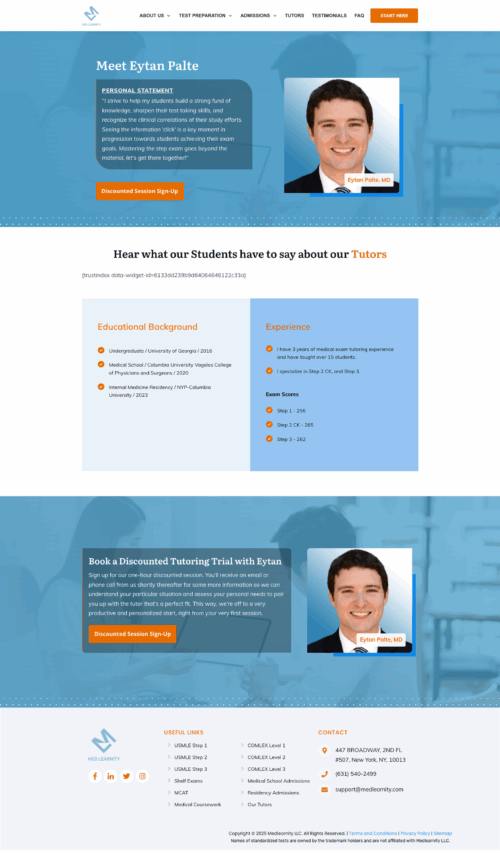 MED LEARNITY
ABOUT US
TEST PREPARATION
ADMISSIONS
TUTORS
TESTIMONIALS
FAQ
START HERE
Meet Eytan Palte
PERSONAL STATEMENT
"I strive to help my students build a strong fund of
knowledge, sharpen their test taking skills, and
recognize the clinical correlations of their study efforts.
Seeing the information 'click' is a key moment in
progression towards students achieving their exam
goals. Mastering the step exam goes beyond the
material, let's get there together!"
Discounted Session Sign-Up
Eytan Palte, MD
Hear what our Students have to say about our Tutors
[trustindex data-widget-id=6133dd239b9d64064646122c33a]
Educational Background
Undergraduate / University of Georgia / 2016
Medical School / Columbia University Vagelos College
of Physicians and Surgeons / 2020
Internal Medicine Residency / NYP-Columbia
University / 2023
Experience
I have 3 years of medical exam tutoring experience
and have taught over 15 students.
I specialize in Step 2 CK, and Step 3.
Exam Scores
Step 1 - 256
Step 2 CK - 265
Step 3 - 262
Book a Discounted Tutoring Trial with Eytan
Sign up for our one-hour discounted session. You'll receive an email or
phone call from us shortly thereafter for some more information so we can
understand your particular situation and assess your personal needs to pair
you up with the tutor that's a perfect fit. This way, we're off to a very
productive and personalized start, right from your very first session.
Discounted Session Sign-Up
Eytan Palte, MD
MED LEARNITY
USEFUL LINKS
USMLE Step 1
USMLE Step 2
USMLE Step 3
Shelf Exams
MCAT
Medical Coursework
COMLEX Level 1
COMLEX Level 2
COMLEX Level 3
Medical School Admissions
Residency Admissions
Our Tutors
CONTACT
447 BROADWAY, 2ND FL
#507, New York, NY, 10013
(631) 540-2499
support@medlearnity.com
Copyright © 2025 Medlearnity LLC. All Rights Reserved. | Terms and Conditions | Privacy Policy | Sitemap
Names of standardized tests are owned by the trademark holders and are not affiliated with Medlearnity LLC.